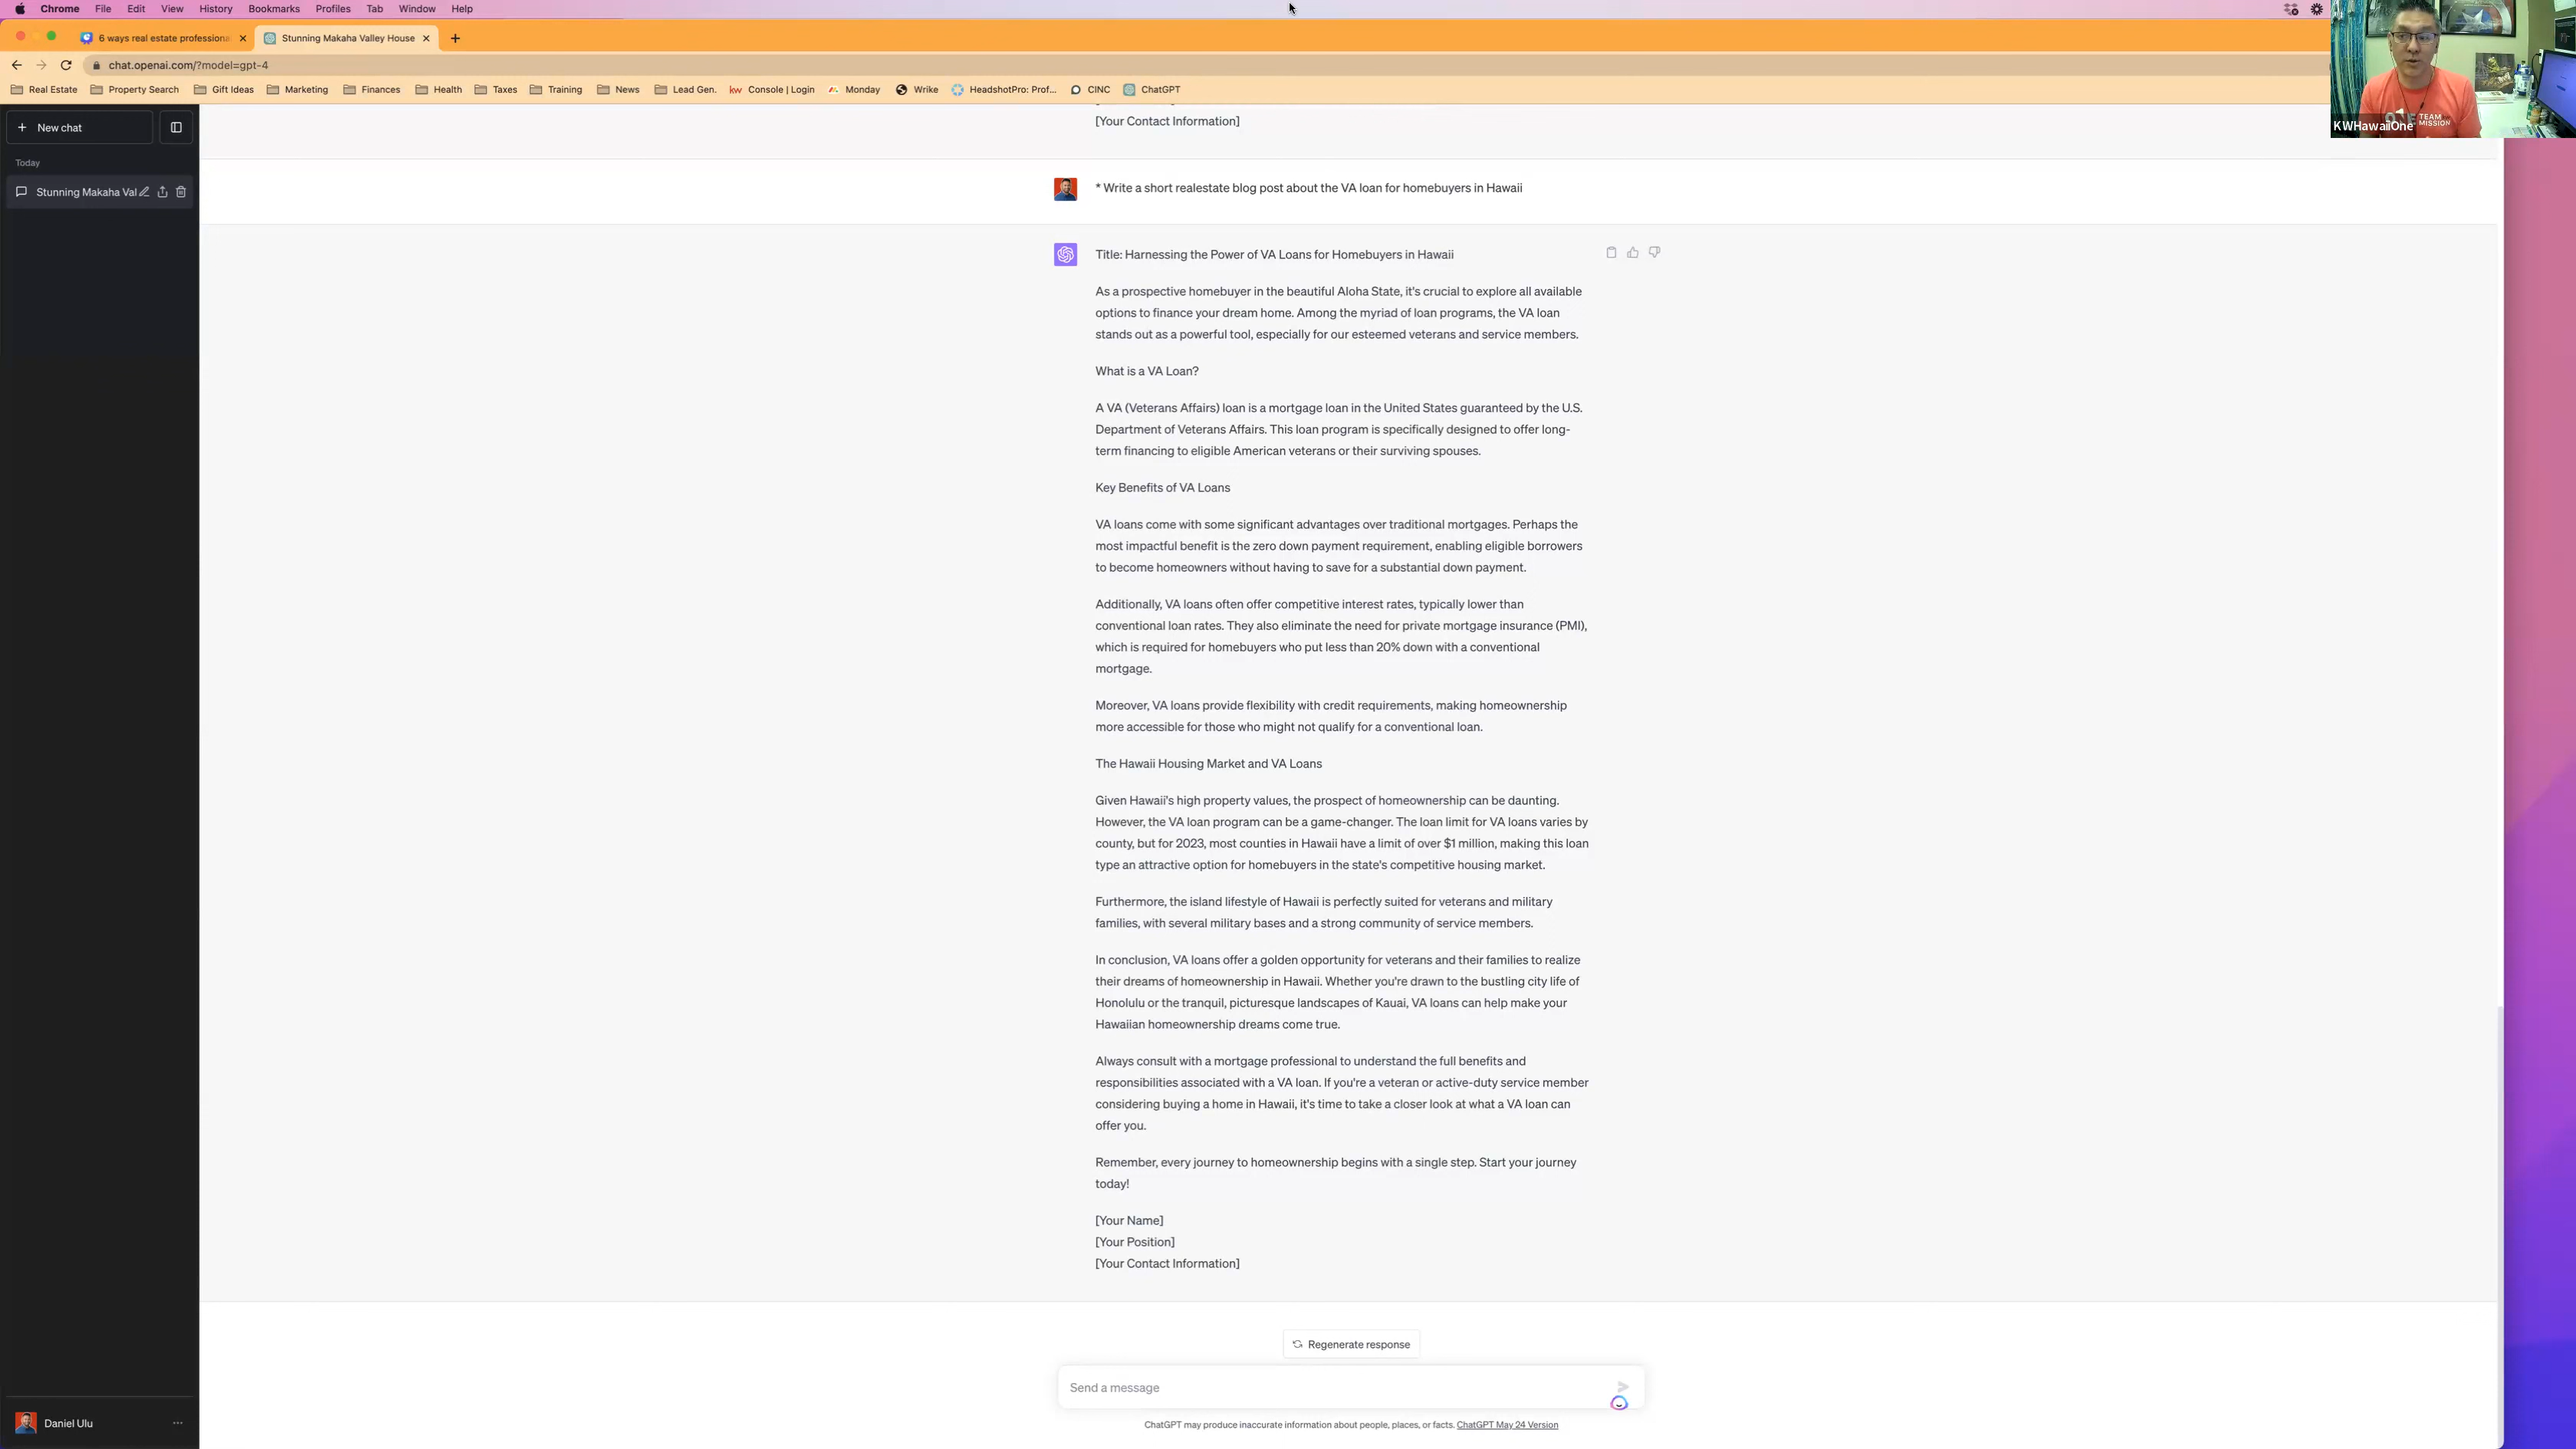 Chrome File Edit View History Bookmarks Profiles Tab Window Help
6 ways real estate professiona
Stunning Makaha Valley House
chat.openai.com/?model=gpt-4
Real Estate Property Search Gift Ideas Marketing Finances Health Taxes Training News Lead Gen. kw Console | Login Monday Wrike HeadshotPro: Prof... CINC ChatGPT
TEAM
MISSION
KWHawaiiOne
New chat
Today
Stunning Makaha Val
[Your Contact Information]
* Write a short realestate blog post about the VA loan for homebuyers in Hawaii
Title: Harnessing the Power of VA Loans for Homebuyers in Hawaii
As a prospective homebuyer in the beautiful Aloha State, it's crucial to explore all available
options to finance your dream home. Among the myriad of loan programs, the VA loan
stands out as a powerful tool, especially for our esteemed veterans and service members.
What is a VA Loan?
A VA (Veterans Affairs) loan is a mortgage loan in the United States guaranteed by the U.S.
Department of Veterans Affairs. This loan program is specifically designed to offer long-
term financing to eligible American veterans or their surviving spouses.
Key Benefits of VA Loans
VA loans come with some significant advantages over traditional mortgages. Perhaps the
most impactful benefit is the zero down payment requirement, enabling eligible borrowers
to become homeowners without having to save for a substantial down payment.
Additionally, VA loans often offer competitive interest rates, typically lower than
conventional loan rates. They also eliminate the need for private mortgage insurance (PMI),
which is required for homebuyers who put less than 20% down with a conventional
mortgage.
Moreover, VA loans provide flexibility with credit requirements, making homeownership
more accessible for those who might not qualify for a conventional loan.
The Hawaii Housing Market and VA Loans
Given Hawaii's high property values, the prospect of homeownership can be daunting.
However, the VA loan program can be a game-changer. The loan limit for VA loans varies by
county, but for 2023, most counties in Hawaii have a limit of over $1 million, making this loan
type an attractive option for homebuyers in the state's competitive housing market.
Furthermore, the island lifestyle of Hawaii is perfectly suited for veterans and military
families, with several military bases and a strong community of service members.
In conclusion, VA loans offer a golden opportunity for veterans and their families to realize
their dreams of homeownership in Hawaii. Whether you're drawn to the bustling city life of
Honolulu or the tranquil, picturesque landscapes of Kauai, VA loans can help make your
Hawaiian homeownership dreams come true.
Always consult with a mortgage professional to understand the full benefits and
responsibilities associated with a VA loan. If you're a veteran or active-duty service member
considering buying a home in Hawaii, it's time to take a closer look at what a VA loan can
offer you.
Remember, every journey to homeownership begins with a single step. Start your journey
today!
[Your Name]
[Your Position]
[Your Contact Information]
Regenerate response
Send a message
ChatGPT may produce inaccurate information about people, places, or facts. ChatGPT May 24 Version
Daniel Ulu